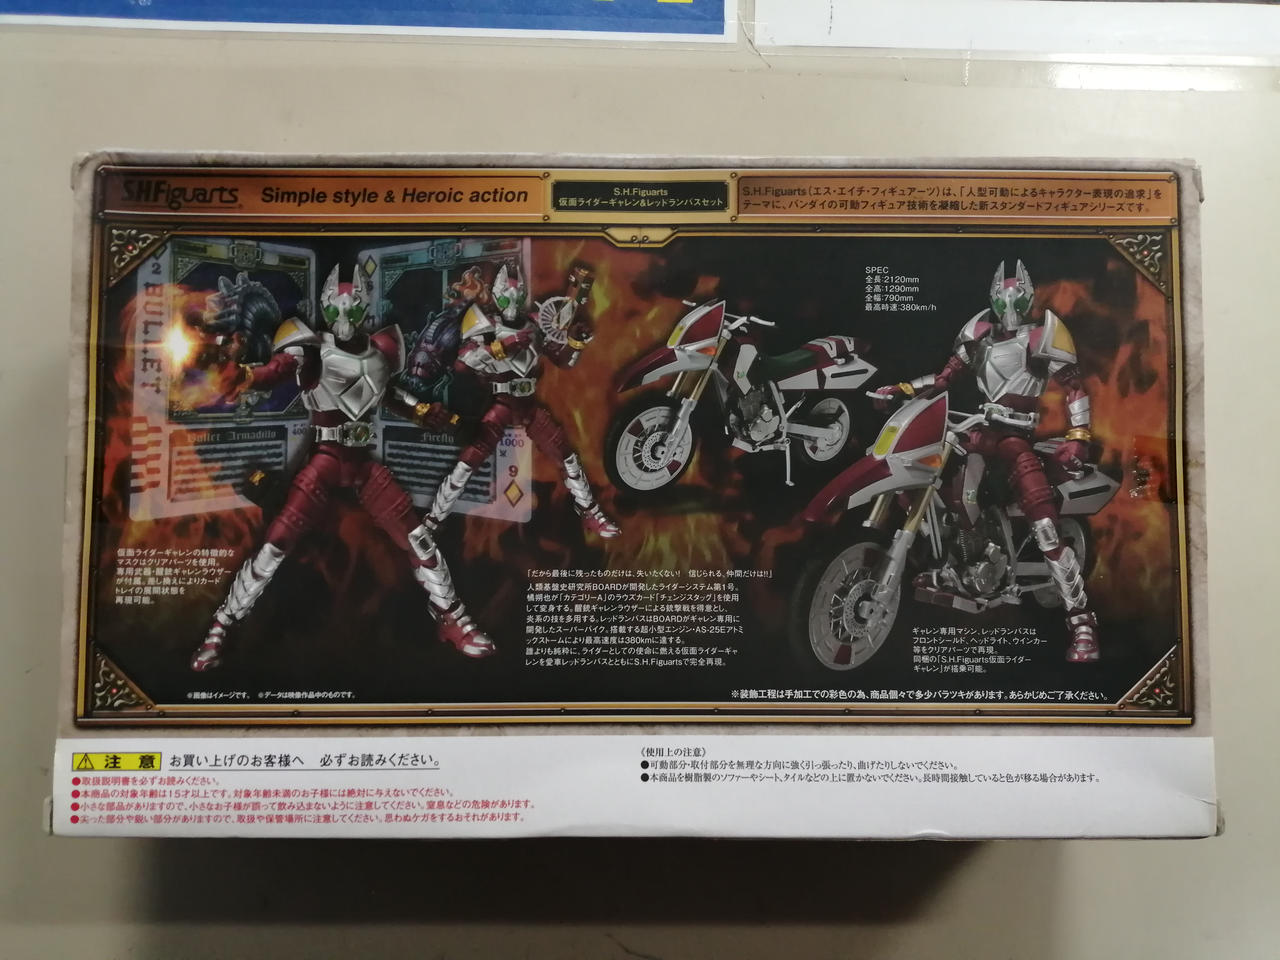 S.H.Figuarts
Simple style & Heroic action
S.H.Figuarts
仮面ライダーギャレン&レッドランバスセット
S.H.Figuarts(エス・エイチ・フィギュアーツ)は、「人型可動によるキャラクター表現の追求」を
テーマに、バンダイの可動フィギュア技術を凝縮した新スタンダードフィギュアシリーズです。
2
BULLET
Bullet Armadillo
400
Firefly
1000
9
SPEC
全長:2120mm
全高:1290mm
全幅:790mm
最高時速:380km/h
仮面ライダーギャレンの特徴的な
マスクはクリアパーツを使用。
専用武器・醒銃ギャレンラウザー
が付属。差し換えによりカード
トレイの展開状態を
再現可能。
「だから最後に残ったものだけは、失いたくない! 信じられる、仲間だけは!!」
人類基盤史研究所BOARDが開発したライダーシステム第1号。
橘朔也が「カテゴリーA」のラウズカード「チェンジスタッグ」を使用
して変身する。醒銃ギャレンラウザーによる銃撃戦を得意とし、
炎系の技を多用する。レッドランバスはBOARDがギャレン専用に
開発したスーパーバイク。搭載する超小型エンジン・AS-25Eアトミ
ックストームにより最高速度は380kmに達する。
誰よりも純粋に、ライダーとしての使命に燃える仮面ライダーギャ
レンを愛車レッドランバスとともにS.H.Figuartsで完全再現。
ギャレン専用マシン、レッドランバスは
フロントシールド、ヘッドライト、ウインカー
等をクリアパーツで再現。
同梱の「S.H.Figuarts仮面ライダー
ギャレン」が搭乗可能。
※画像はイメージです。 ※データは映像作品中のものです。
※装飾工程は手加工での彩色の為、商品個々で多少バラツキがあります。あらかじめご了承ください。
注意 お買い上げのお客様へ 必ずお読みください。
●取扱説明書を必ずお読みください。
●本商品の対象年齢は15才以上です。対象年齢未満のお子様には絶対に与えないでください。
●小さな部品がありますので、小さなお子様が誤って飲み込まないように注意してください。窒息などの危険があります。
●尖った部分や鋭い部分がありますので、取扱や保管場所に注意してください。思わぬケガをするおそれがあります。
《使用上の注意》
●可動部分・取付部分を無理な方向に強く引っ張ったり、曲げたりしないでください。
●本商品を樹脂製のソファーやシート、タイルなどの上に置かないでください。長時間接触していると色が移る場合があります。